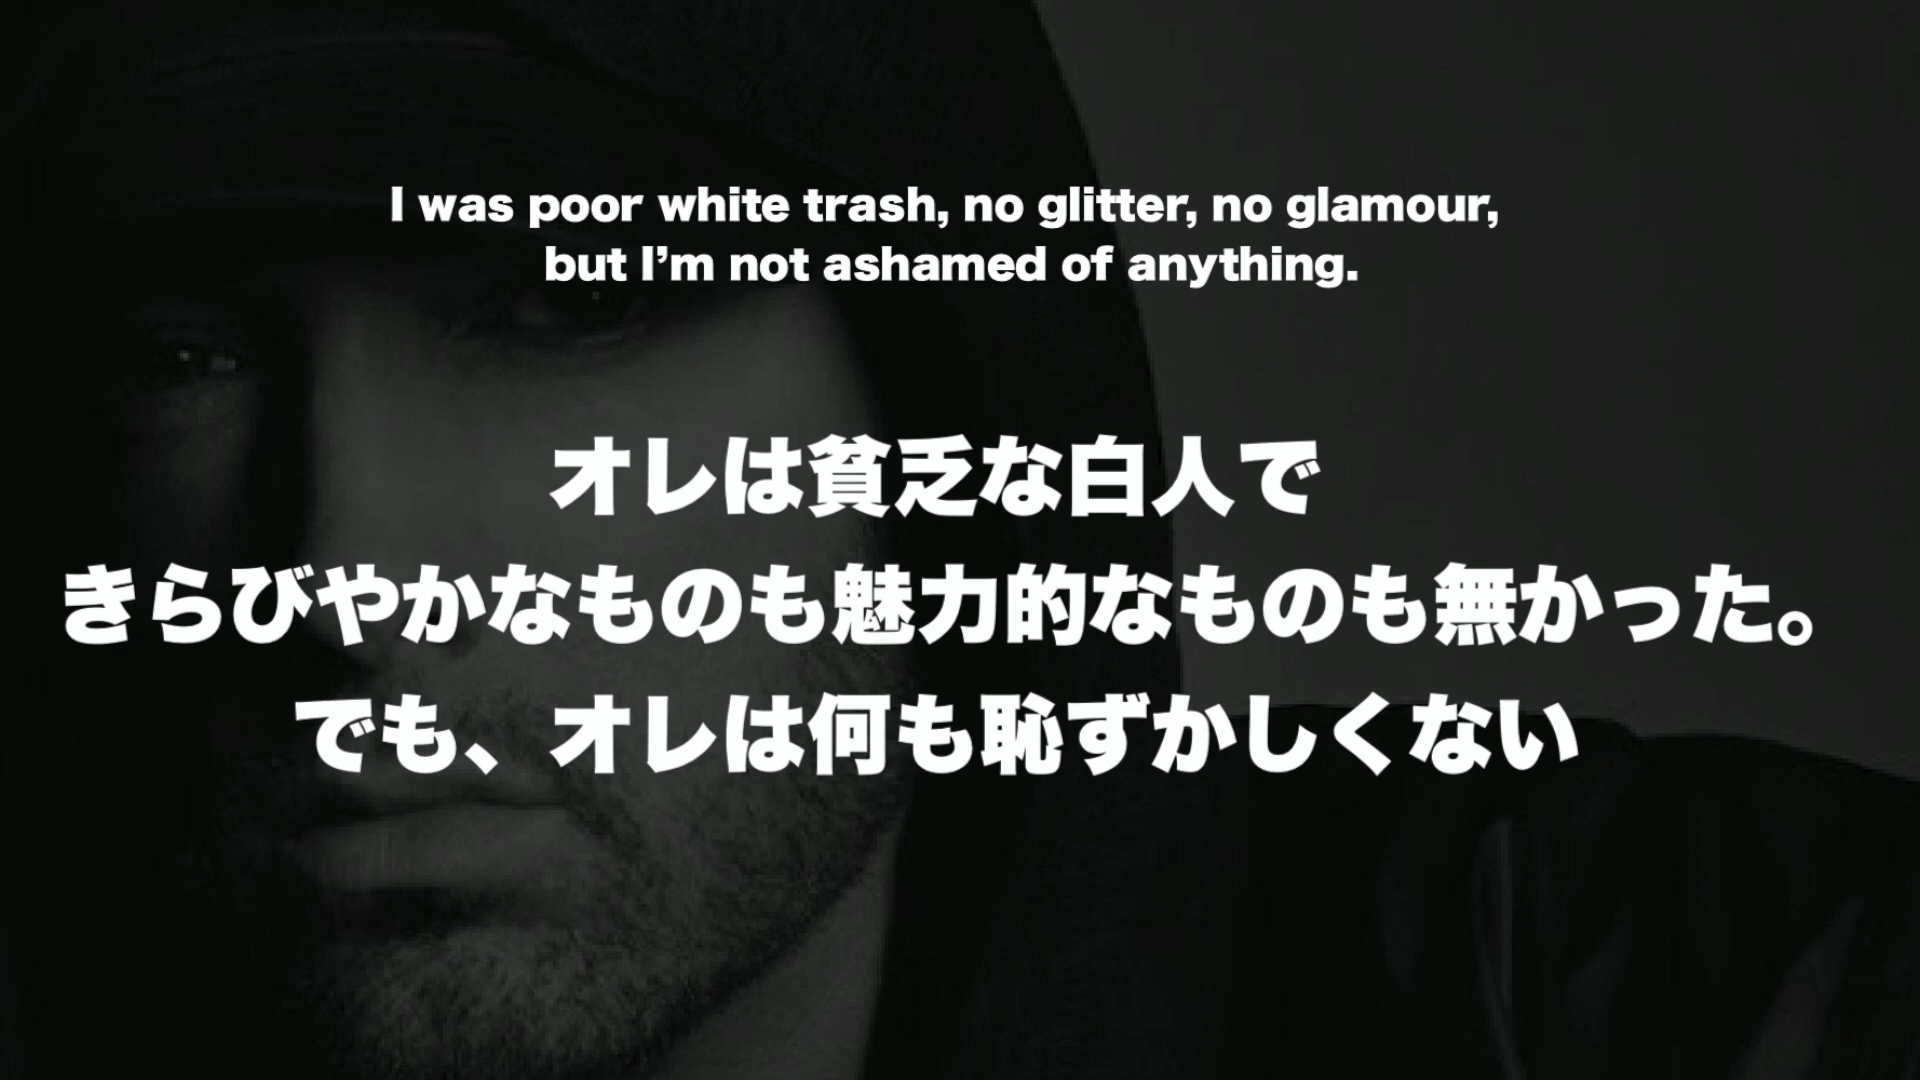 I was poor white trash, no glitter, no glamour,
but I’m not ashamed of anything.
オレは貧乏な白人で
きらびやかなものも魅力的なものも無かった。
でも、オレは何も恥ずかしくない